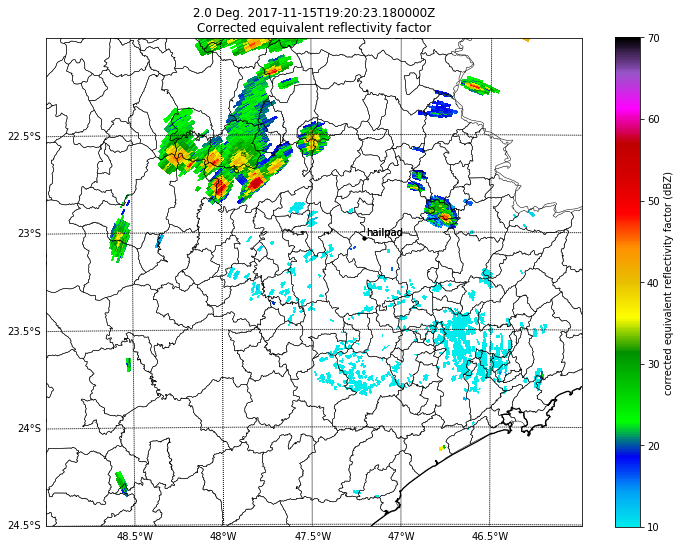 2.0 Deg. 2017-11-15T19:20:23.180000Z
Corrected equivalent reflectivity factor
70
60
50
40
30
20
10
corrected equivalent reflectivity factor (dBZ)
22.5°S
23°S
23.5°S
24°S
24.5°S
hailpad
48.5°W
48°W
47.5°W
47°W
46.5°W